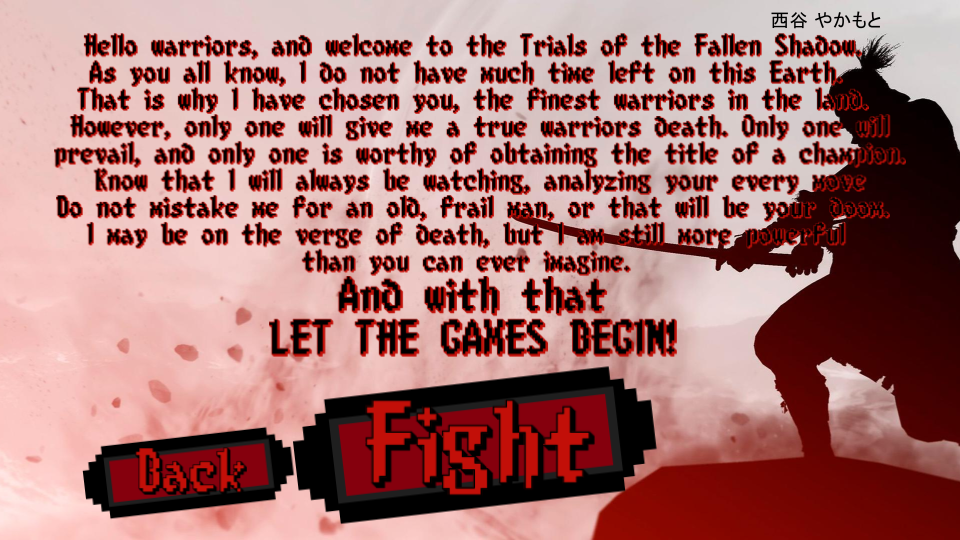 西谷 やかもと
Hello warriors, and welcome to the Trials of the Fallen Shadow.
As you all know, I do not have much time left on this Earth.
That is why I have chosen you, the finest warriors in the land.
However, only one will give me a true warriors death. Only one will
prevail, and only one is worthy of obtaining the title of a champion.
Know that I will always be watching, analyzing your every move
Do not mistake me for an old, frail man, or that will be your doom.
I may be on the verge of death, but I am still more powerful
than you can ever imagine.
And with that
LET THE GAMES BEGIN!
Fight
Back